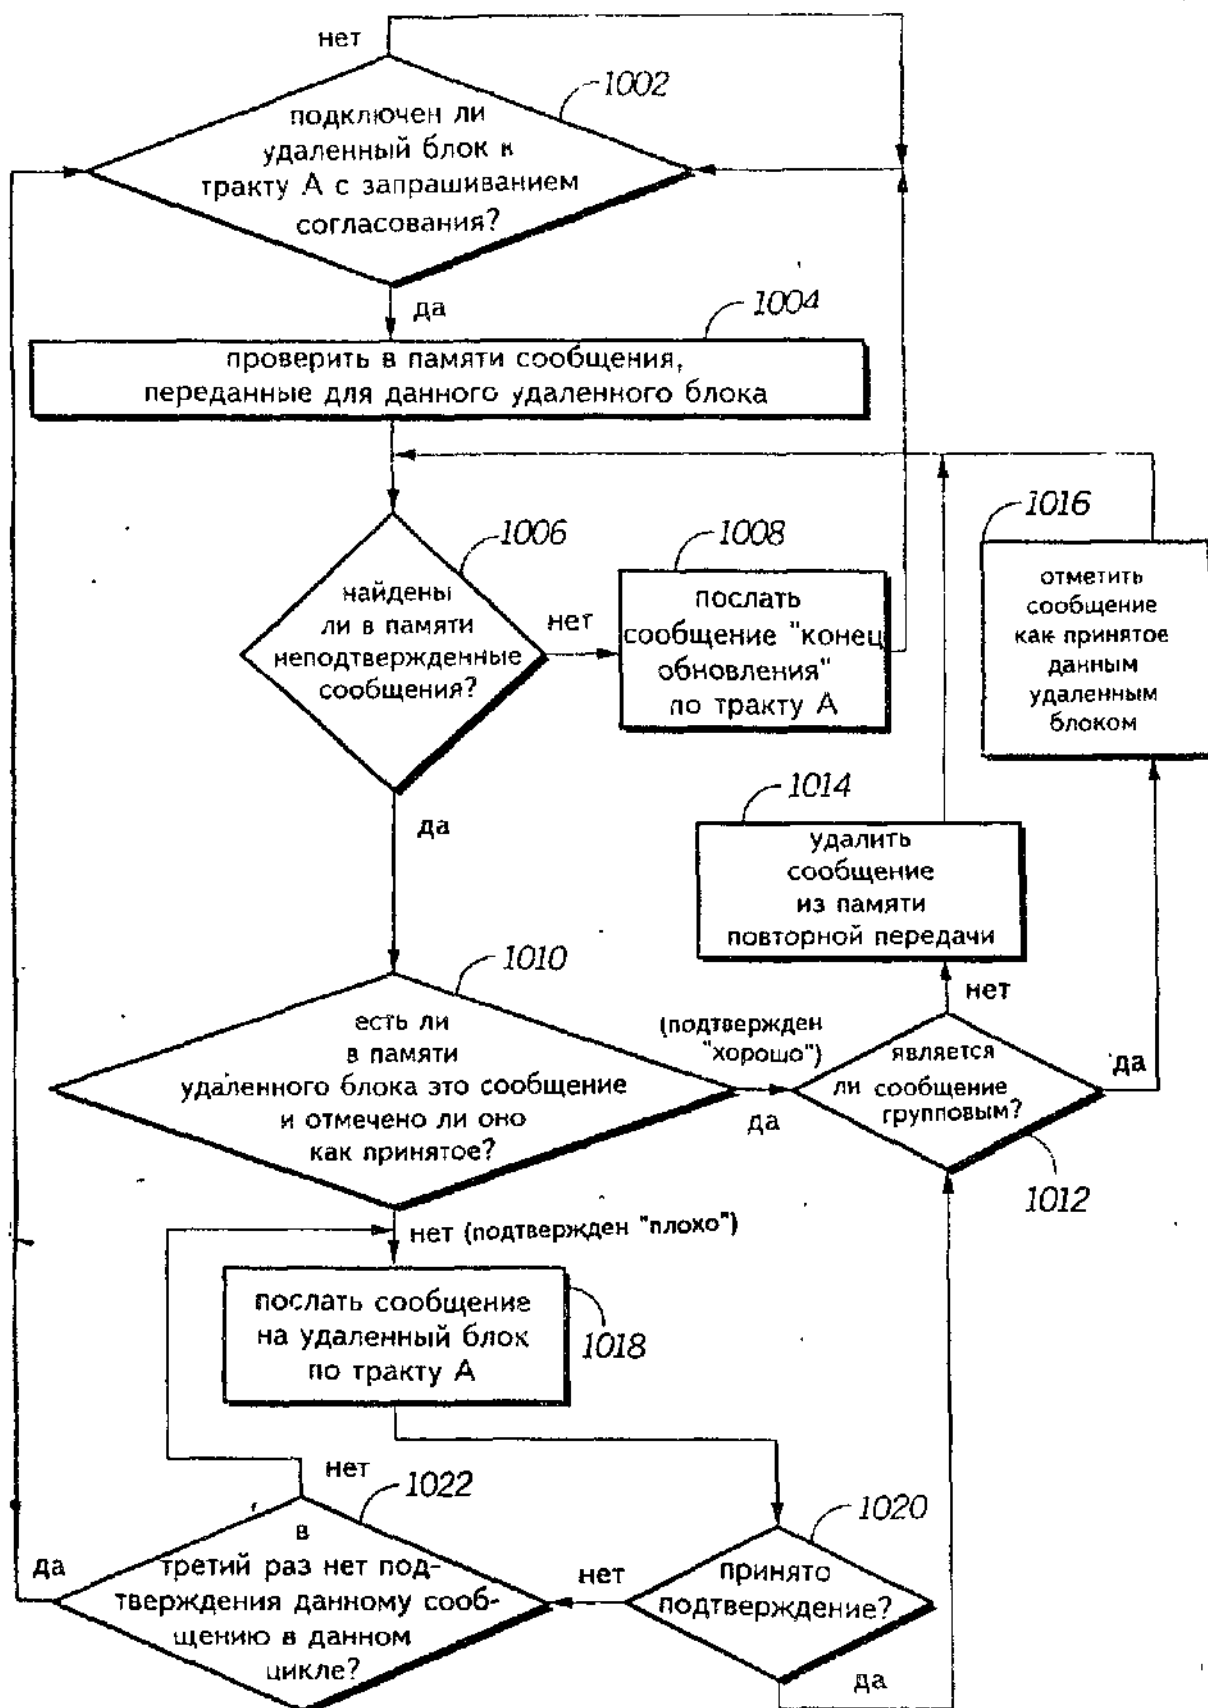 нет
1002
подключен ли
удаленный блок к
тракту А с запрашиванием
согласования?
да
1004
проверить в памяти сообщения,
переданные для данного удаленного блока
1006
найдены
ли в памяти
неподтвержденные
сообщения?
нет
1008
послать
сообщение "конец
обновления"
по тракту А
1016
отметить
сообщение
как принятое
данным
удаленным
блоком
да
1014
удалить
сообщение
из памяти
повторной передачи
нет
1010
есть ли
в памяти
удаленного блока это сообщение
и отмечено ли оно
как принятое?
(подтвержден
"хорошо")
да
является
ли сообщение
групповым?
да
1012
нет (подтвержден "плохо")
послать сообщение
на удаленный блок
по тракту А
1018
нет
1022
в
третий раз нет под-
тверждения данному сооб-
щению в данном
цикле?
да
нет
1020
принято
подтверждение?
да